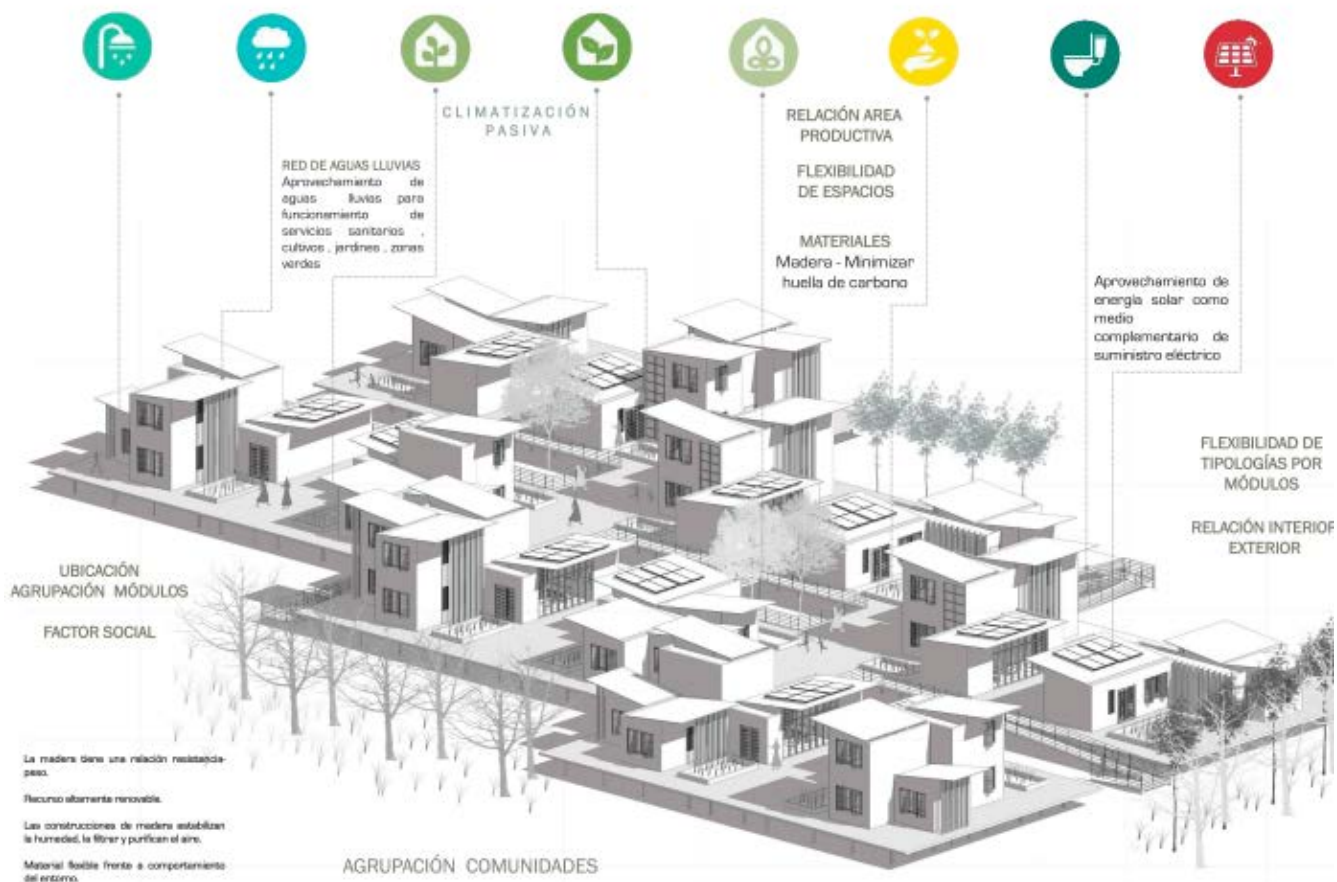 CLIMATIZACIÓN
PASIVA
RED DE AGUAS LLUVIAS
Aprovechamiento de
aguas lluvias para
funcionamiento de
servicios sanitarios ,
cultivos , jardines , zonas
verdes
RELACIÓN AREA
PRODUCTIVA
FLEXIBILIDAD
DE ESPACIOS
MATERIALES
Madera - Minimizar
huella de carbono
Aprovechamiento de
energía solar como
medio
complementario de
suministro eléctrico
FLEXIBILIDAD DE
TIPOLOGÍAS POR
MÓDULOS
RELACIÓN INTERIOR
EXTERIOR
UBICACIÓN
AGRUPACIÓN MÓDULOS
FACTOR SOCIAL
La madera tiene una relación resistencia-
peso.
Recurso altamente renovable.
Las construcciones de madera estabilizan
la humedad, la filtrar y purifican el aire.
Material flexible frente a comportamiento
del entorno.
AGRUPACIÓN COMUNIDADES